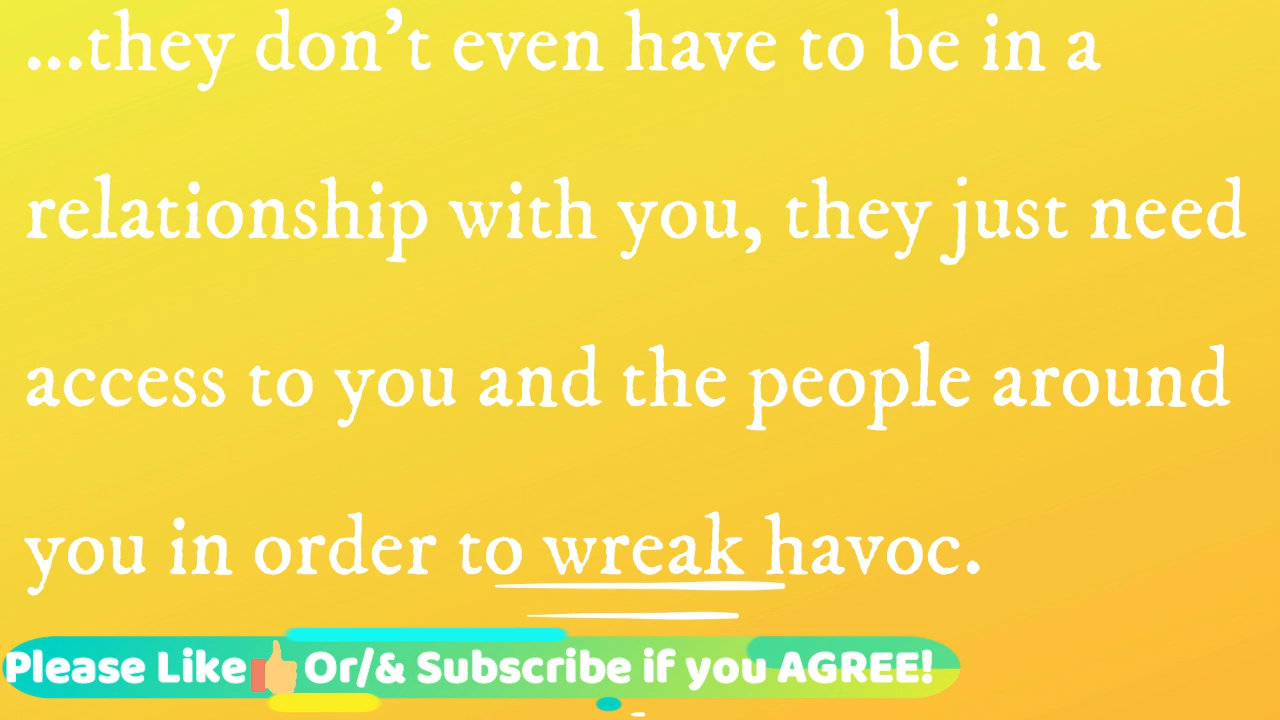 ...they don't even have to be in a
relationship with you, they just need
access to you and the people around
you in order to wreak havoc.
Please Like Or/& Subscribe if you AGREE!